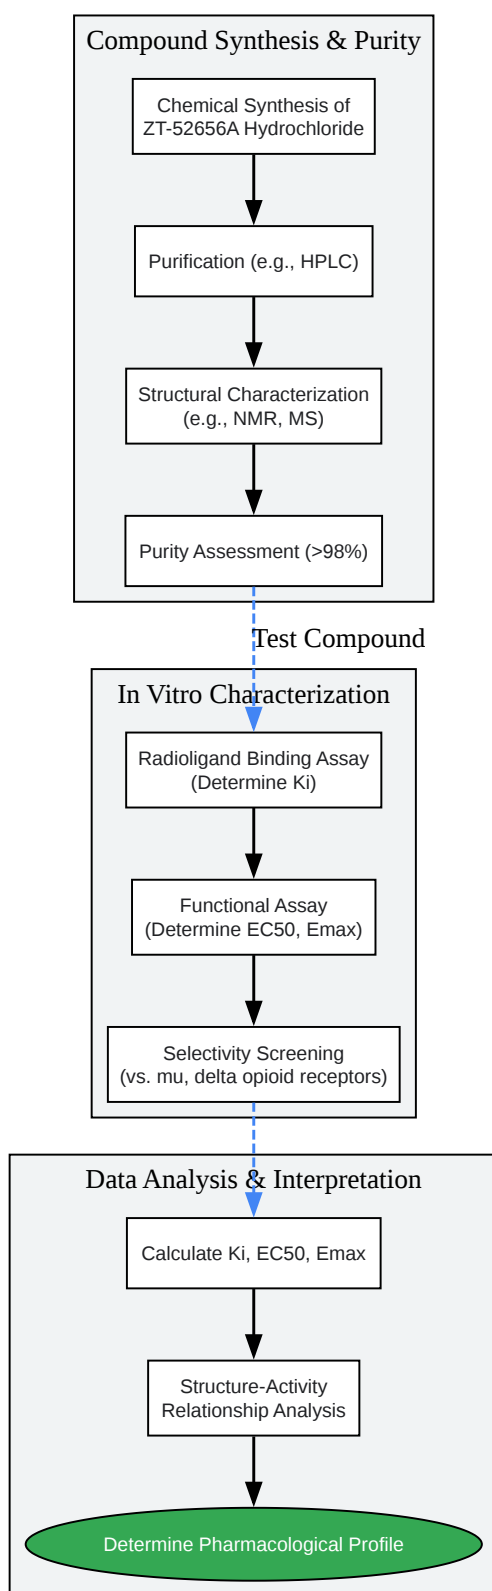 Compound Synthesis & Purity
Chemical Synthesis of
ZT-52656A Hydrochloride
Purification (e.g., HPLC)
Structural Characterization
(e.g., NMR, MS)
Purity Assessment (>98%)
Test Compound
In Vitro Characterization
Radioligand Binding Assay
(Determine Ki)
Functional Assay
(Determine EC50, Emax)
Selectivity Screening
(vs. mu, delta opioid receptors)
Data Analysis & Interpretation
Calculate Ki, EC50, Emax
Structure-Activity
Relationship Analysis
Determine Pharmacological Profile